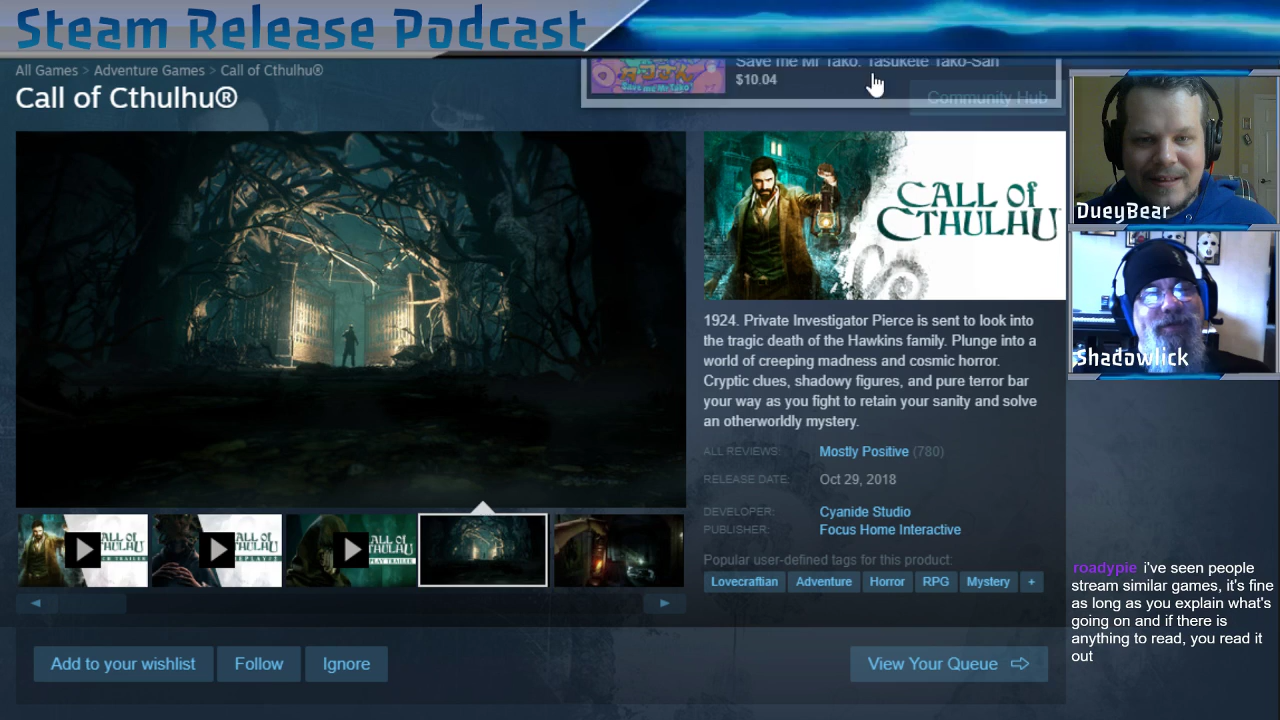 Steam Release Podcast
All Games > Adventure Games > Call of Cthulhu®
Call of Cthulhu®
Save me Mr Tako: Tasukete Tako-San
$10.04
Community Hub
CALL of
CTHULHU
1924. Private Investigator Pierce is sent to look into
the tragic death of the Hawkins family. Plunge into a
world of creeping madness and cosmic horror.
Cryptic clues, shadowy figures, and pure terror bar
your way as you fight to retain your sanity and solve
an otherworldly mystery.
ALL REVIEWS: Mostly Positive (780)
RELEASE DATE: Oct 29, 2018
DEVELOPER: Cyanide Studio
PUBLISHER: Focus Home Interactive
Popular user-defined tags for this product:
Lovecraftian Adventure Horror RPG Mystery +
Add to your wishlist Follow Ignore View Your Queue
DueyBear
Shadowlick
roadypie i've seen people
stream similar games, it's fine
as long as you explain what's
going on and if there is
anything to read, you read it
out